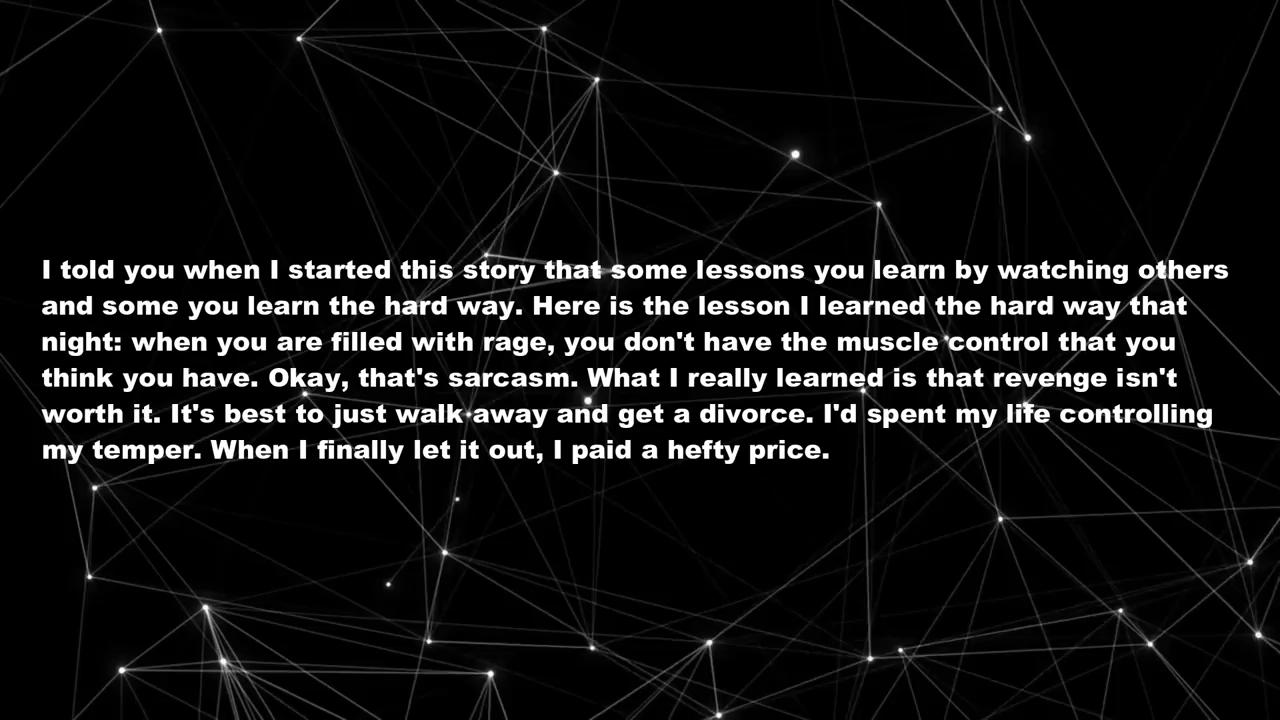 I told you when I started this story that some lessons you learn by watching others
and some you learn the hard way. Here is the lesson I learned the hard way that
night: when you are filled with rage, you don't have the muscle control that you
think you have. Okay, that's sarcasm. What I really learned is that revenge isn't
worth it. It's best to just walk away and get a divorce. I'd spent my life controlling
my temper. When I finally let it out, I paid a hefty price.